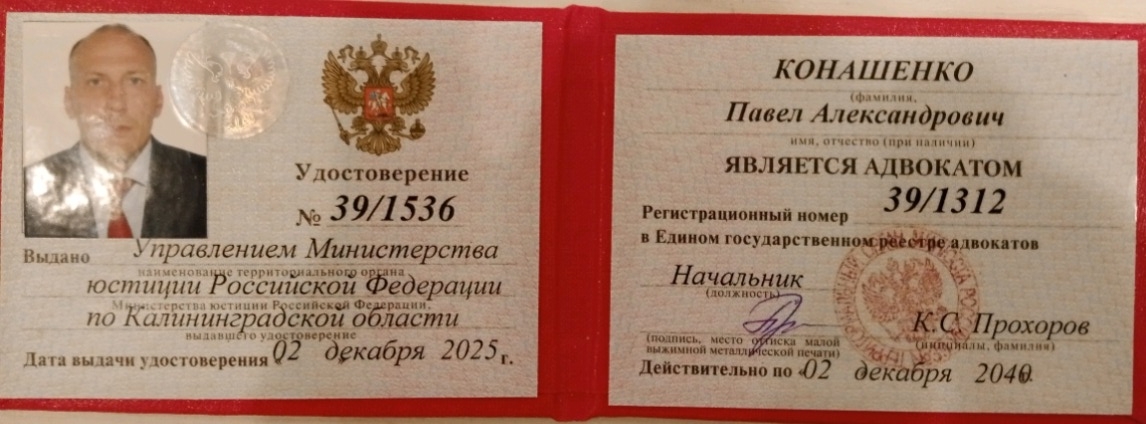 Удостоверение
№ 39/1536
Выдано Управлением Министерства
наименование территориального органа
юстиции Российской Федерации
Министерства юстиции Российской Федерации,
по Калининградской области
выдавшего удостоверение
Дата выдачи удостоверения 02 декабря 2025 г.
КОНАШЕНКО
(фамилия,
Павел Александрович
имя, отчество (при наличии)
ЯВЛЯЕТСЯ АДВОКАТОМ
Регистрационный номер 39/1312
в Едином государственном реестре адвокатов
Начальник
(должность)
К.С. Прохоров
(подпись, место оттиска малой
выжимной металлической печати)
(инициалы, фамилия)
Действительно по 02 декабря 2040 г.